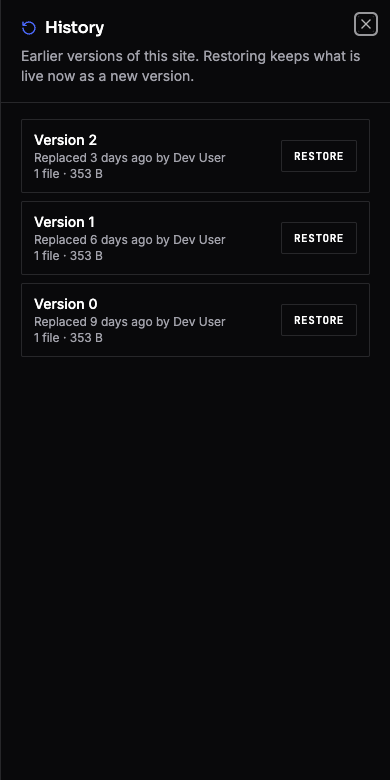 History
Earlier versions of this site. Restoring keeps what is
live now as a new version.
Version 2
Replaced 3 days ago by Dev User
1 file · 353 B
RESTORE
Version 1
Replaced 6 days ago by Dev User
1 file · 353 B
RESTORE
Version 0
Replaced 9 days ago by Dev User
1 file · 353 B
RESTORE